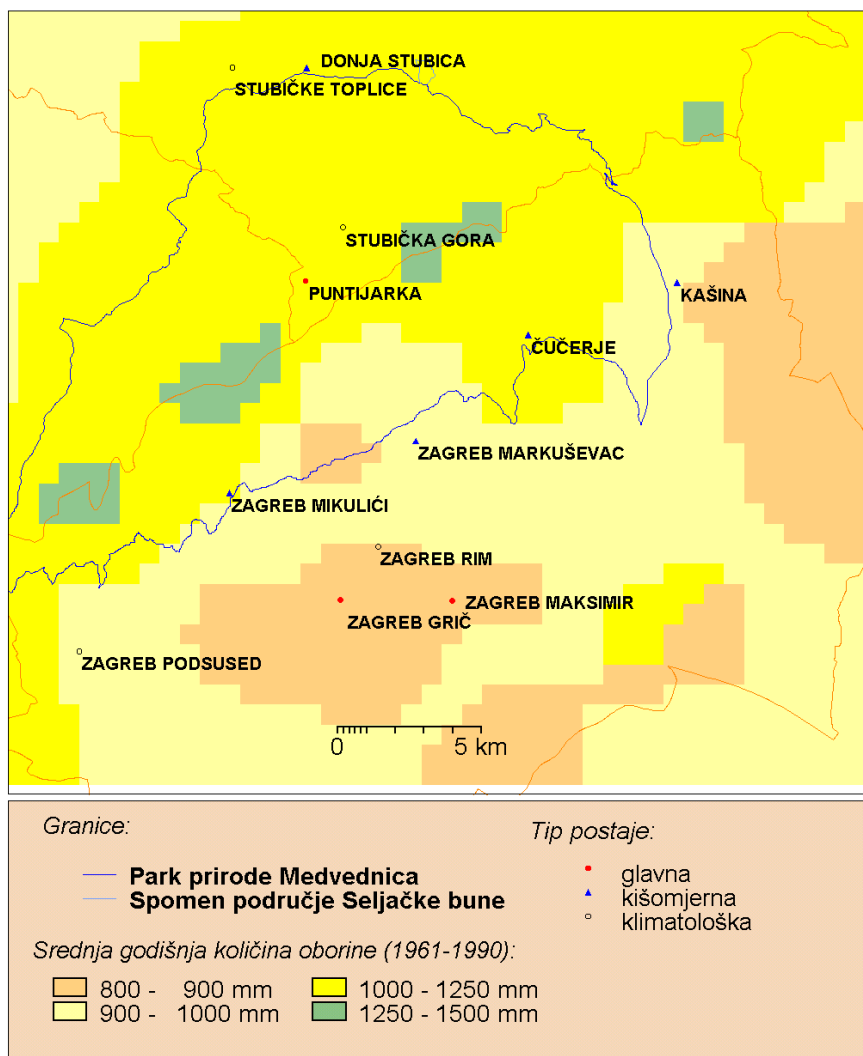 DONJA STUBICA
STUBIČKE TOPLICE
STUBIČKA GORA
PUNTIJARKA
KAŠINA
ČUČERJE
ZAGREB MARKUŠEVAC
ZAGREB MIKULIĆI
ZAGREB RIM
ZAGREB MAKSIMIR
ZAGREB GRIČ
ZAGREB PODSUSED
0 5 km
Granice:
Park prirode Medvednica
Spomen područje Seljačke bune
Tip postaje:
glavna
kišomjerna
klimatološka
Srednja godišnja količina oborine (1961-1990):
800 - 900 mm
900 - 1000 mm
1000 - 1250 mm
1250 - 1500 mm